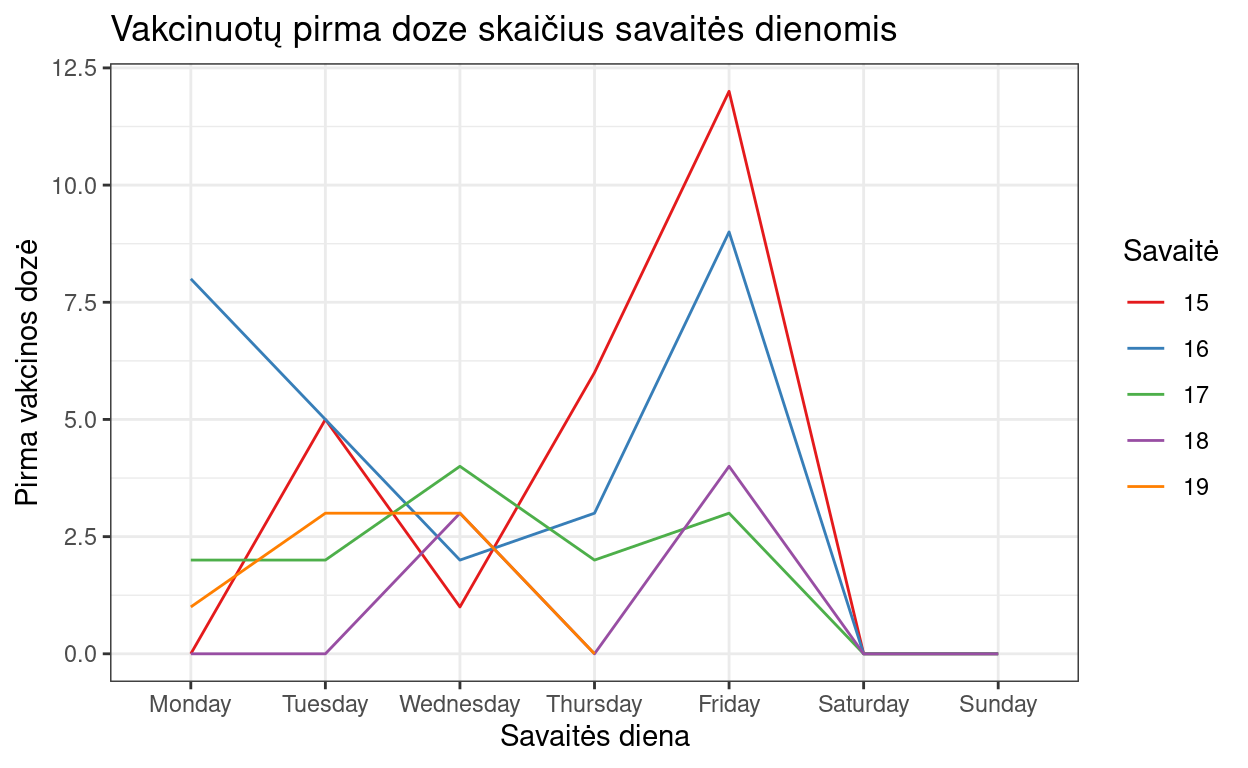 Vakcinuotų pirma doze skaičius savaitės dienomis
12.5
10.0
7.5
5.0
2.5
0.0
Pirma vakcinos dozė
Monday Tuesday Wednesday Thursday Friday Saturday Sunday
Savaitės diena
Savaitė
15
16
17
18
19